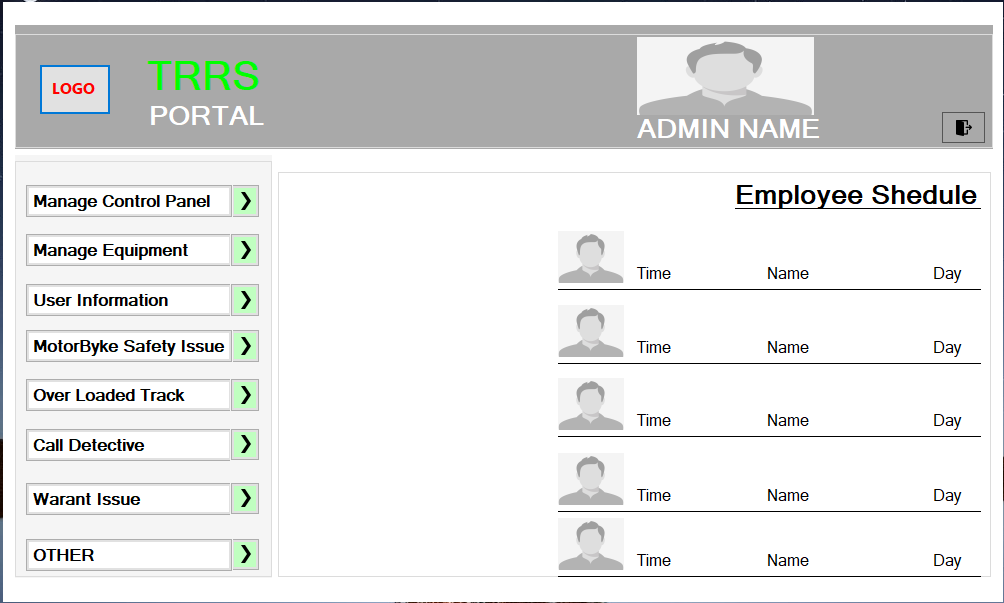 LOGO
TRRS
PORTAL
ADMIN NAME
Manage Control Panel
Manage Equipment
User Information
MotorByke Safety Issue
Over Loaded Track
Call Detective
Warant Issue
OTHER
Employee Shedule
Time Name Day
Time Name Day
Time Name Day
Time Name Day
Time Name Day